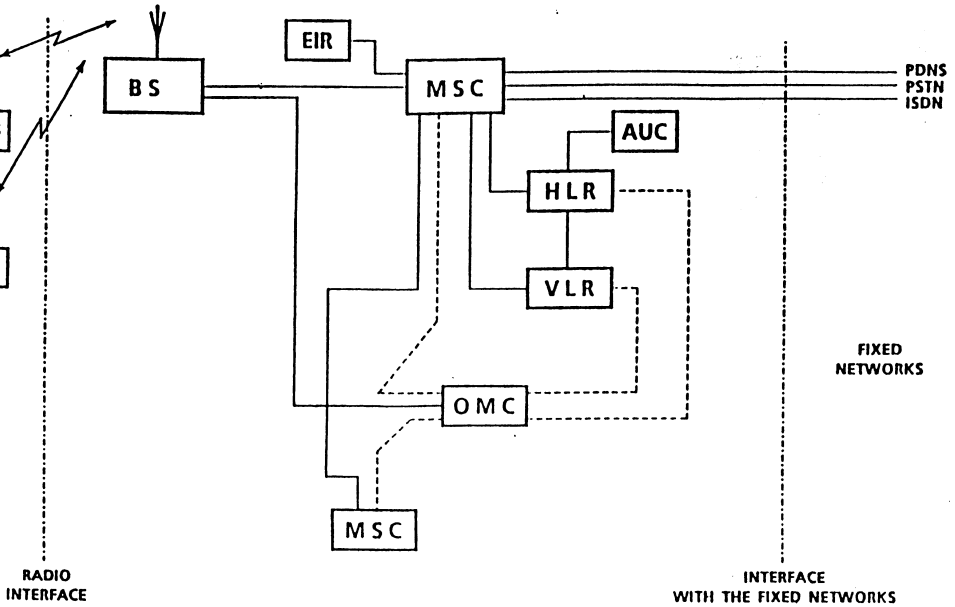 EIR
BS
MSC
PDNS
PSTN
ISDN
AUC
HLR
VLR
FIXED
NETWORKS
OMC
MSC
RADIO
INTERFACE
INTERFACE
WITH THE FIXED NETWORKS